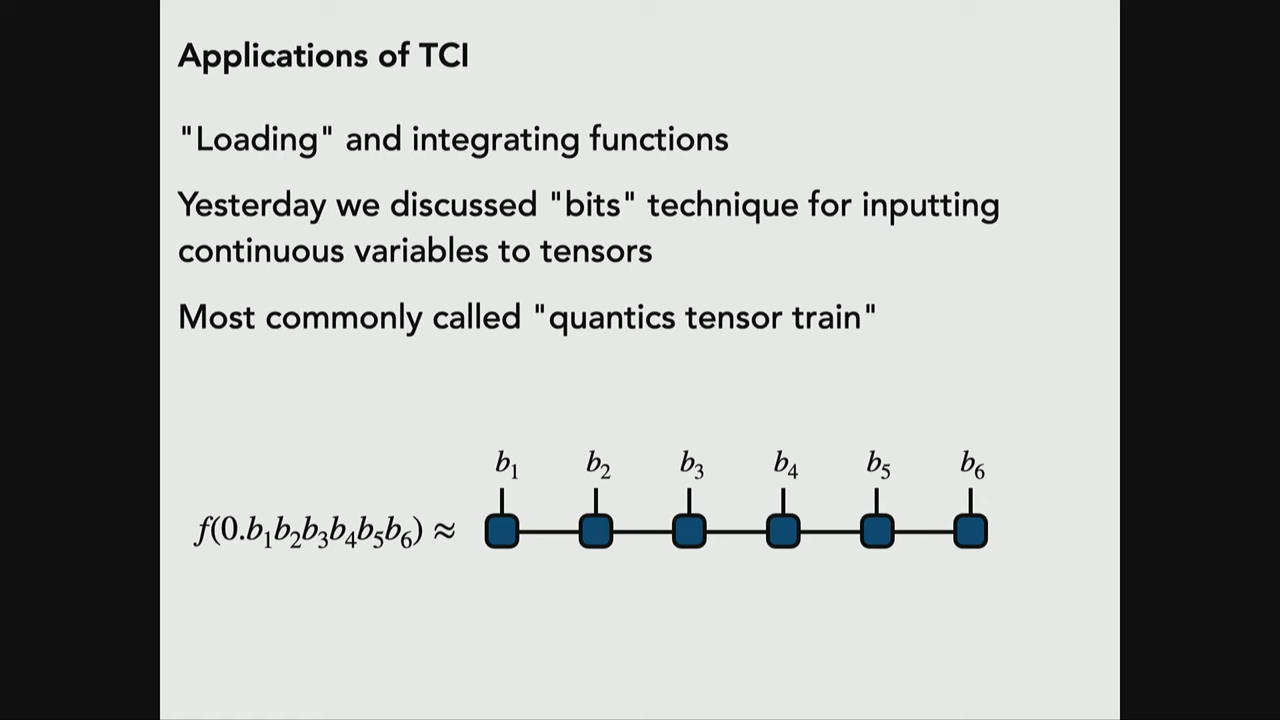 Applications of TCI
"Loading" and integrating functions
Yesterday we discussed "bits" technique for inputting
continuous variables to tensors
Most commonly called "quantics tensor train"
b₁ b₂ b₃ b₄ b₅ b₆
f(0.b₁b₂b₃b₄b₅b₆) ≈